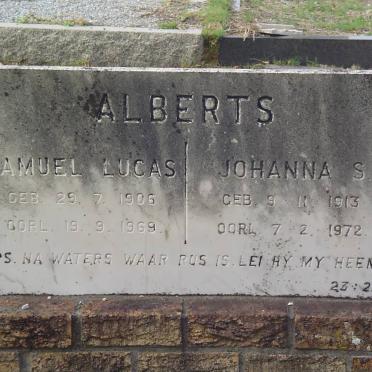 ALBERTS
AMUEL LUCAS
GEB. 29. 7. 1906
OORL. 19. 9. 1969
JOHANNA S.
GEB. 9. 11. 1913
OORL. 7. 2. 1972
PS. NA WATERS WAAR RUS IS, LEI HY MY HEEN
23:2